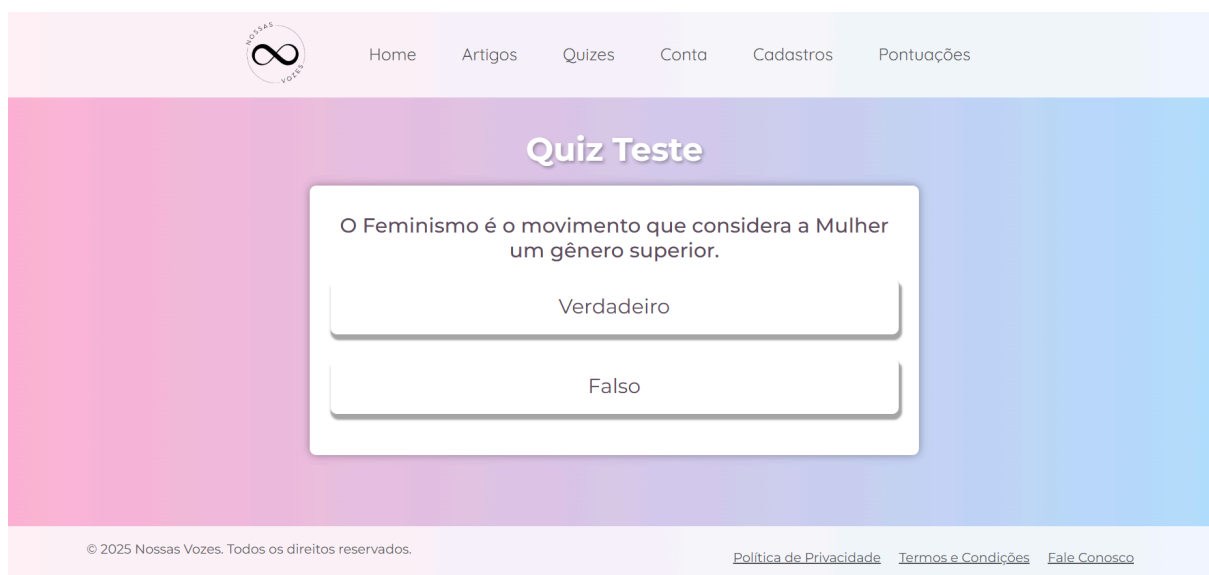 NOSSAS
VOZES
Home Artigos Quizes Conta Cadastros Pontuações
Quiz Teste
O Feminismo é o movimento que considera a Mulher
um gênero superior.
Verdadeiro
Falso
© 2025 Nossas Vozes. Todos os direitos reservados.
Política de Privacidade Termos e Condições Fale Conosco